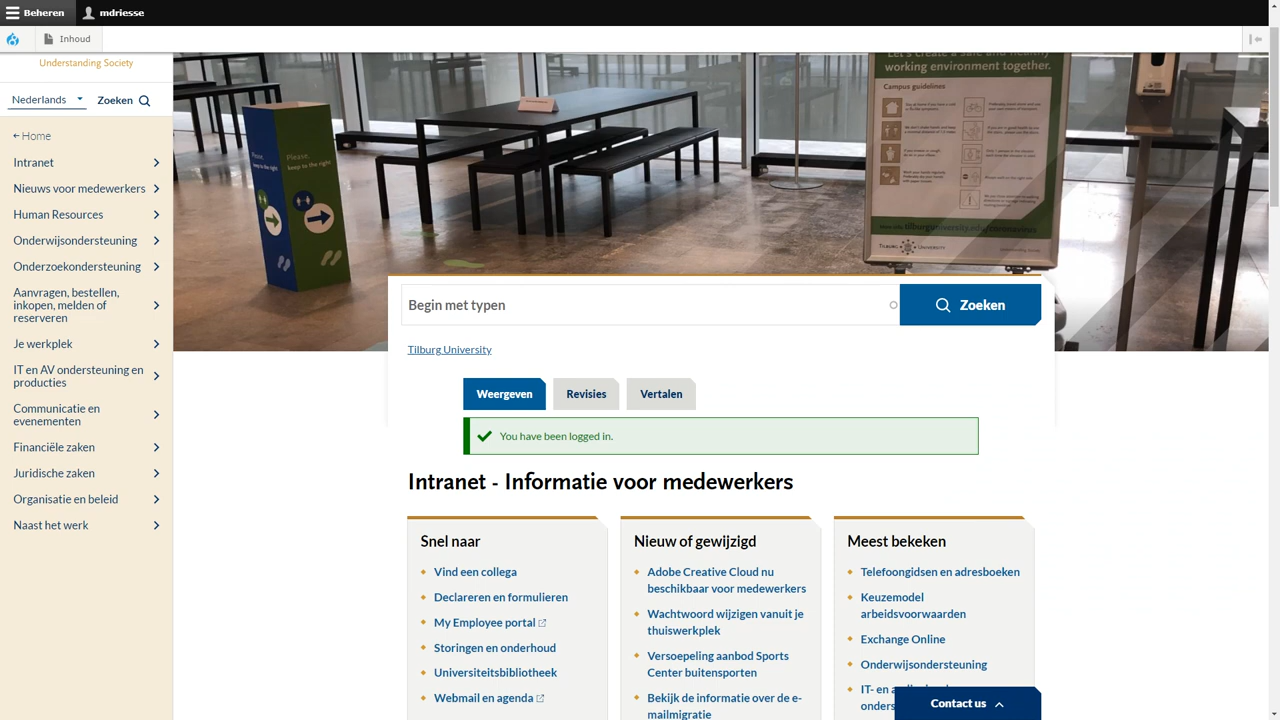 Beheren
mdriesse
Inhoud
Understanding Society
Nederlands
Zoeken
Home
Intranet
Nieuws voor medewerkers
Human Resources
Onderwijsondersteuning
Onderzoekondersteuning
Aanvragen, bestellen,
inkopen, melden of
reserveren
Je werkplek
IT en AV ondersteuning en
producties
Communicatie en
evenementen
Financiële zaken
Juridische zaken
Organisatie en beleid
Naast het werk
Please,
keep to the right
Please,
keep to the right
Let's create a safe and healthy
working environment together.
Campus guidelines
TILBURG UNIVERSITY
Begin met typen
Zoeken
Tilburg University
Weergeven
Revisies
Vertalen
You have been logged in.
Intranet - Informatie voor medewerkers
Snel naar
Vind een collega
Declareren en formulieren
My Employee portal
Storingen en onderhoud
Universiteitsbibliotheek
Webmail en agenda
Nieuw of gewijzigd
Adobe Creative Cloud nu
beschikbaar voor medewerkers
Wachtwoord wijzigen vanuit je
thuiswerkplek
Versoepeling aanbod Sports
Center buitensporten
Bekijk de informatie over de e-
mailmigratie
Meest bekeken
Telefoongidsen en adresboeken
Keuzemodel
arbeidsvoorwaarden
Exchange Online
Onderwijsondersteuning
IT- en
Contact us